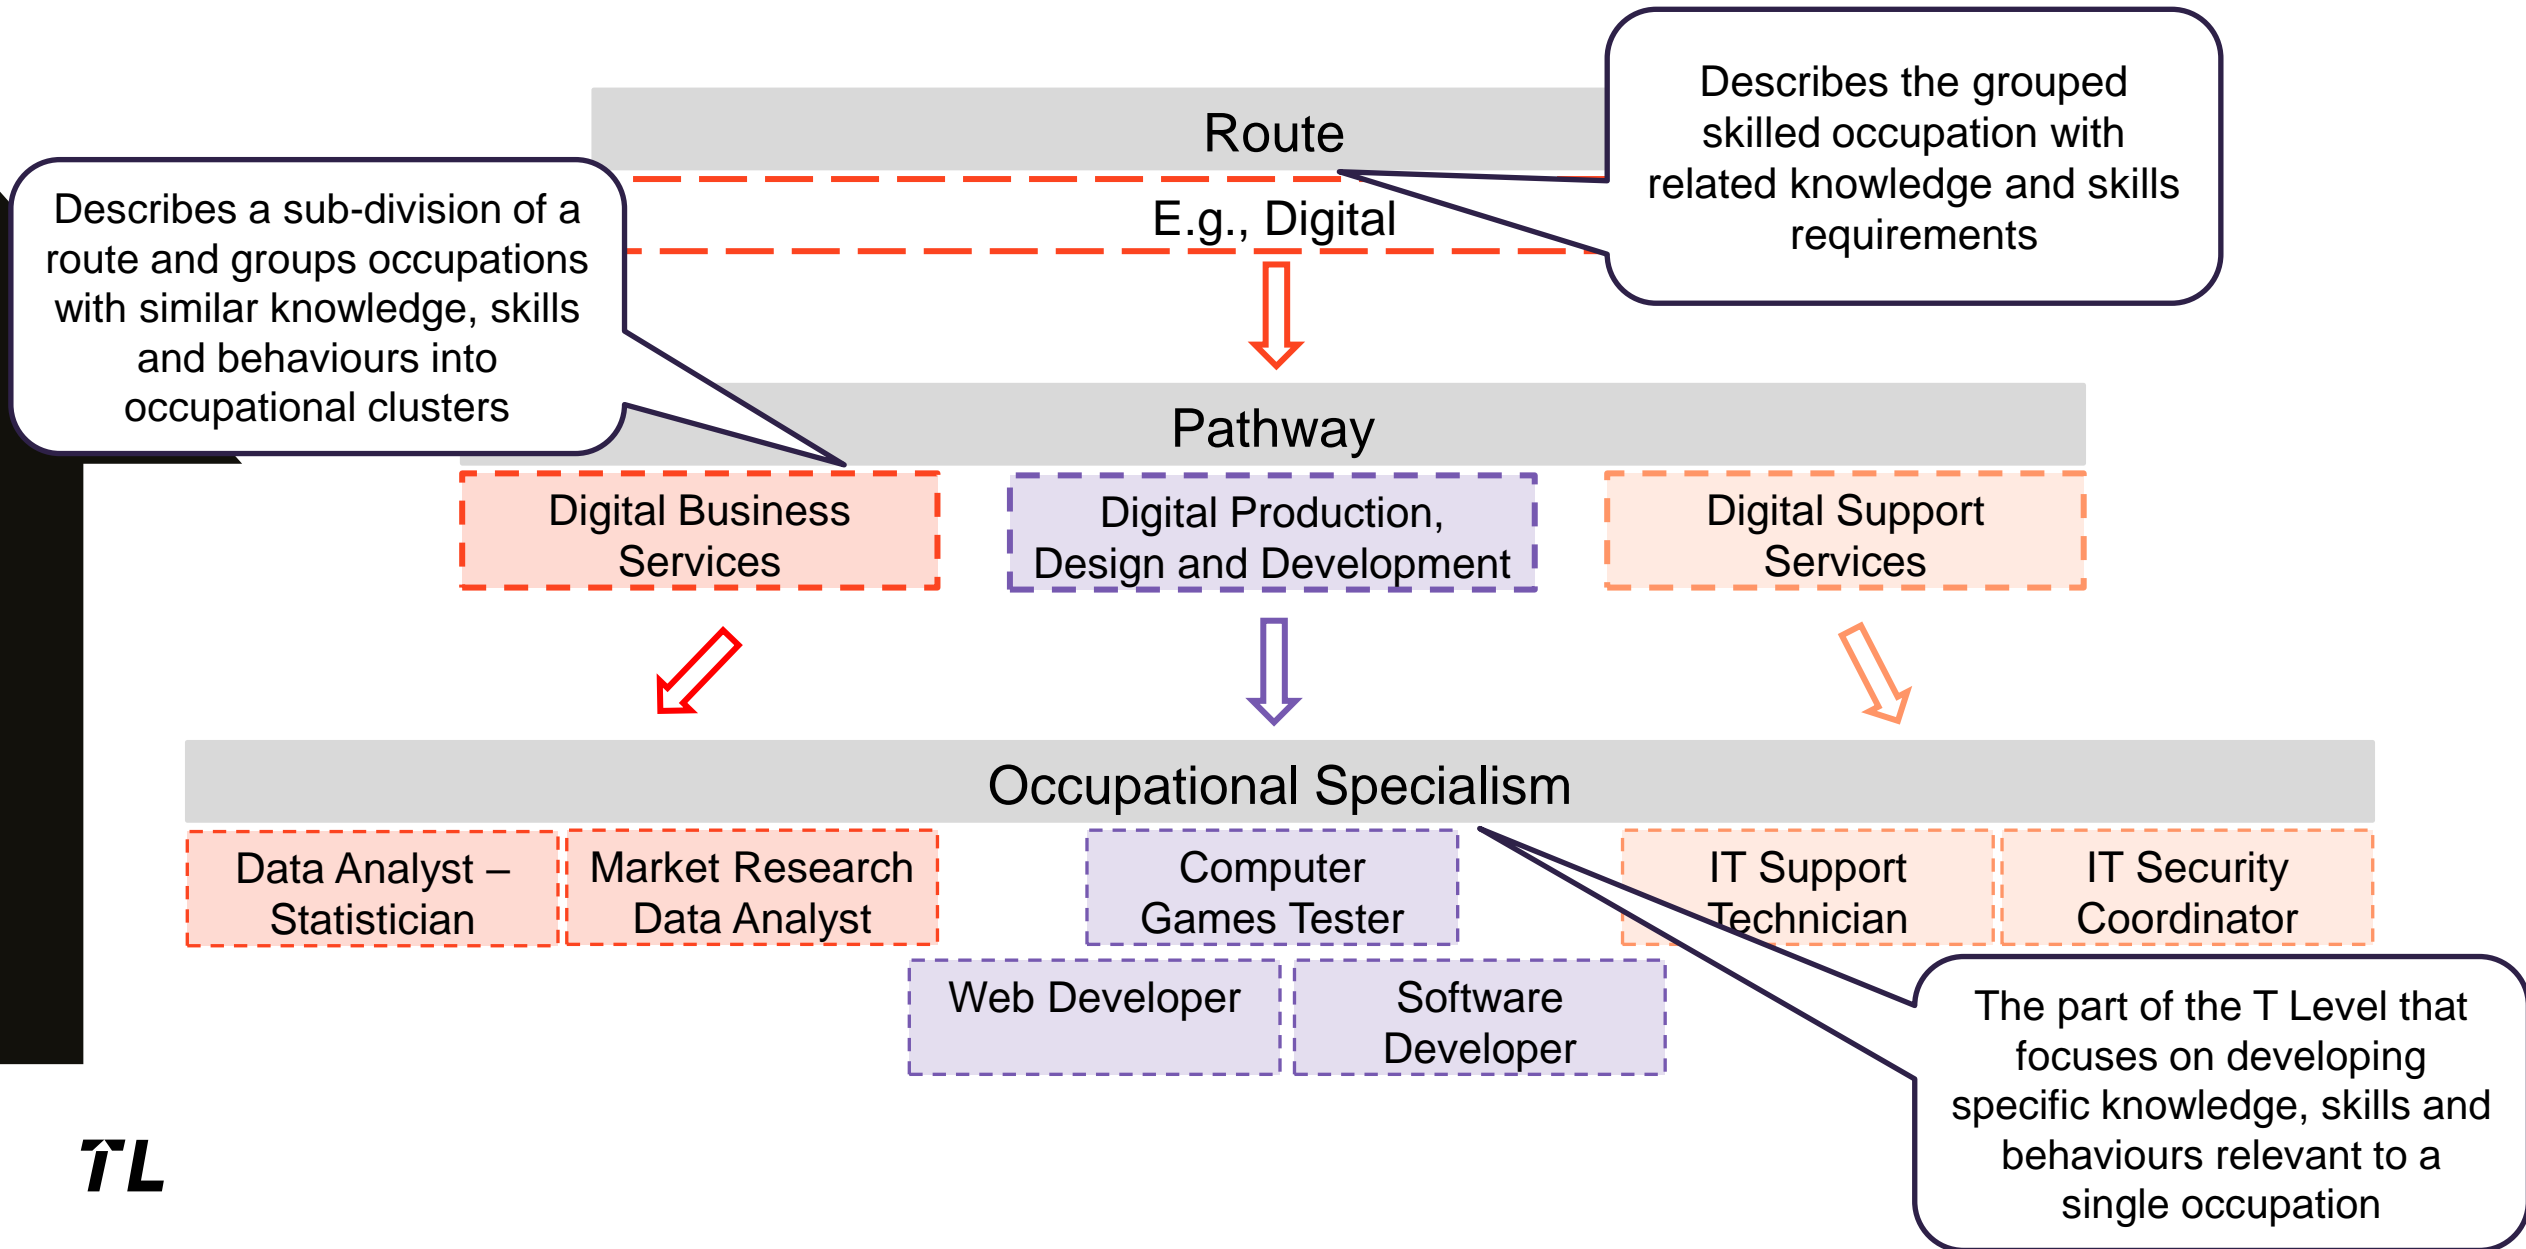 Route
E.g., Digital
Describes the grouped
skilled occupation with
related knowledge and skills
requirements
Describes a sub-division of a
route and groups occupations
with similar knowledge, skills
and behaviours into
occupational clusters
Pathway
Digital Business
Services
Digital Production,
Design and Development
Digital Support
Services
Occupational Specialism
Data Analyst –
Statistician
Market Research
Data Analyst
Computer
Games Tester
Web Developer
Software
Developer
IT Support
Technician
IT Security
Coordinator
The part of the T Level that
focuses on developing
specific knowledge, skills and
behaviours relevant to a
single occupation
TL